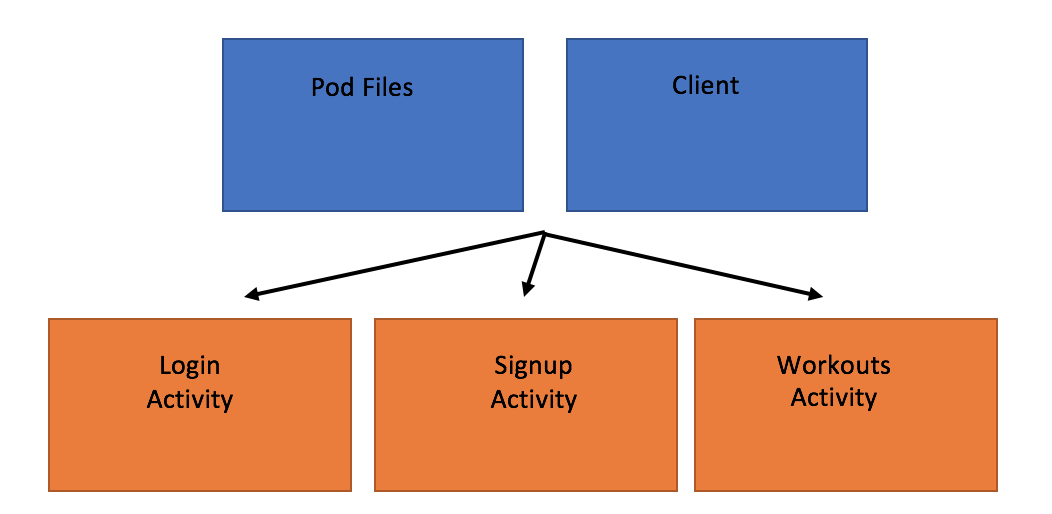 Pod Files
Client
Login
Activity
Signup
Activity
Workouts
Activity